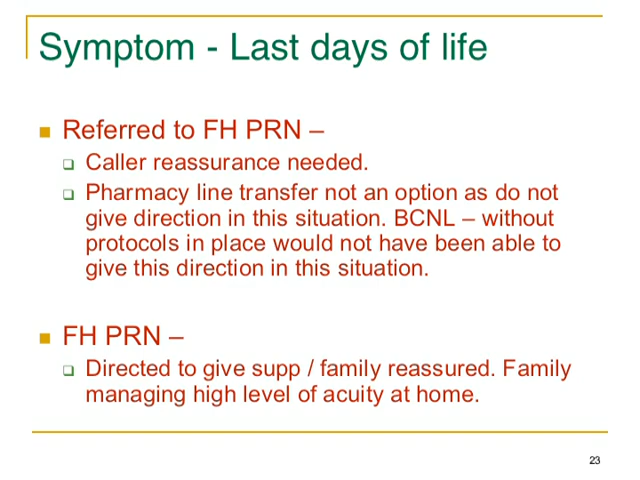 Symptom - Last days of life
Referred to FH PRN –
Caller reassurance needed.
Pharmacy line transfer not an option as do not
give direction in this situation. BCNL – without
protocols in place would not have been able to
give this direction in this situation.
FH PRN –
Directed to give supp / family reassured. Family
managing high level of acuity at home.
23